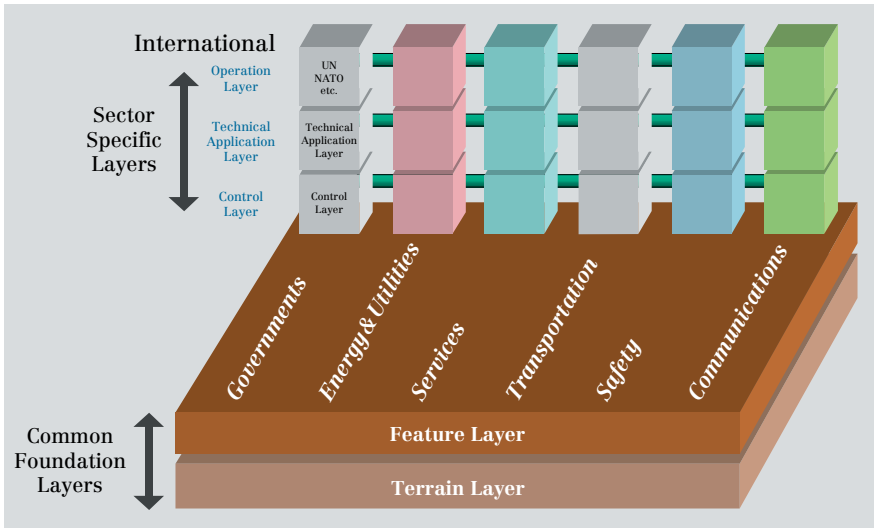 International
Operation
Layer
UN
NATO
etc.
Sector
Specific
Layers
Technical
Application
Layer
Technical
Application
Layer
Control
Layer
Control
Layer
Governments
Energy&Utilities
Services
Transportation
Safety
Communications
Common
Foundation
Layers
Feature Layer
Terrain Layer